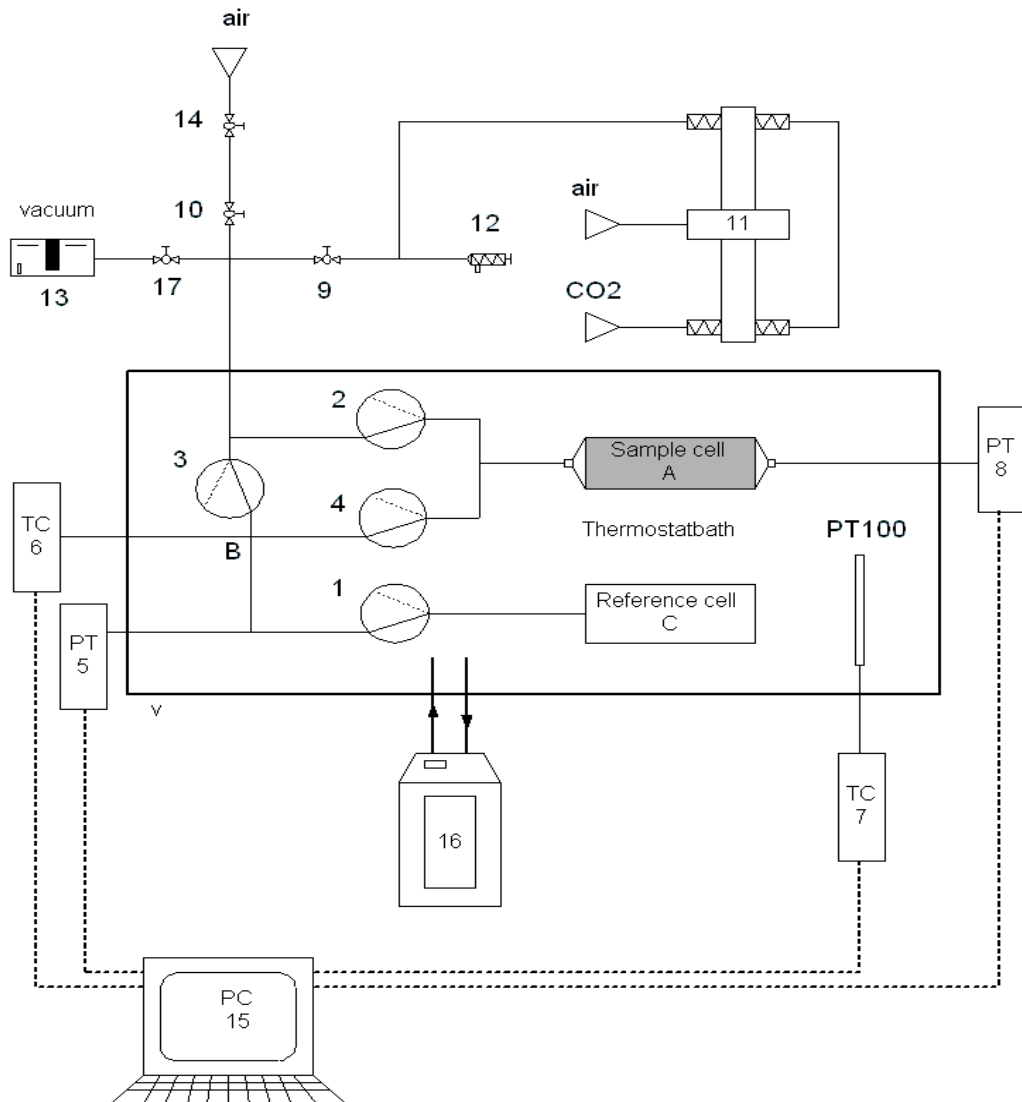 air
14
10
vacuum
13
17
9
12
air
11
CO2
2
3
4
Sample cell
A
PT
8
TC
6
B
Thermostatbath
PT100
1
Reference cell
C
PT
5
v
16
TC
7
PC
15